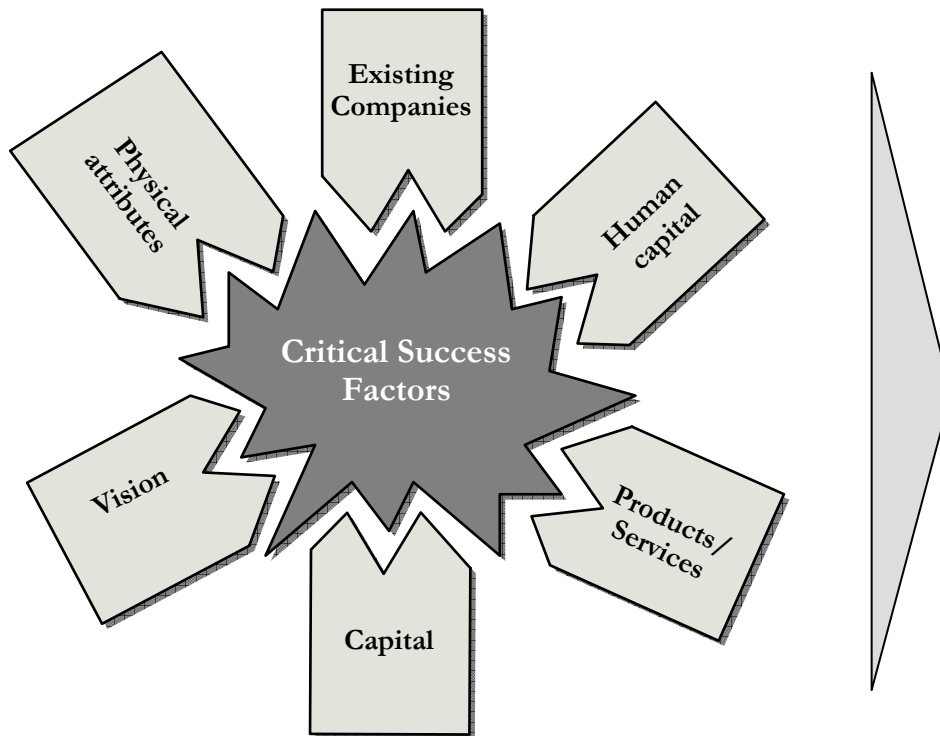 Existing
Companies
Physical
attributes
Human
capital
Critical Success
Factors
Vision
Products/
Services
Capital